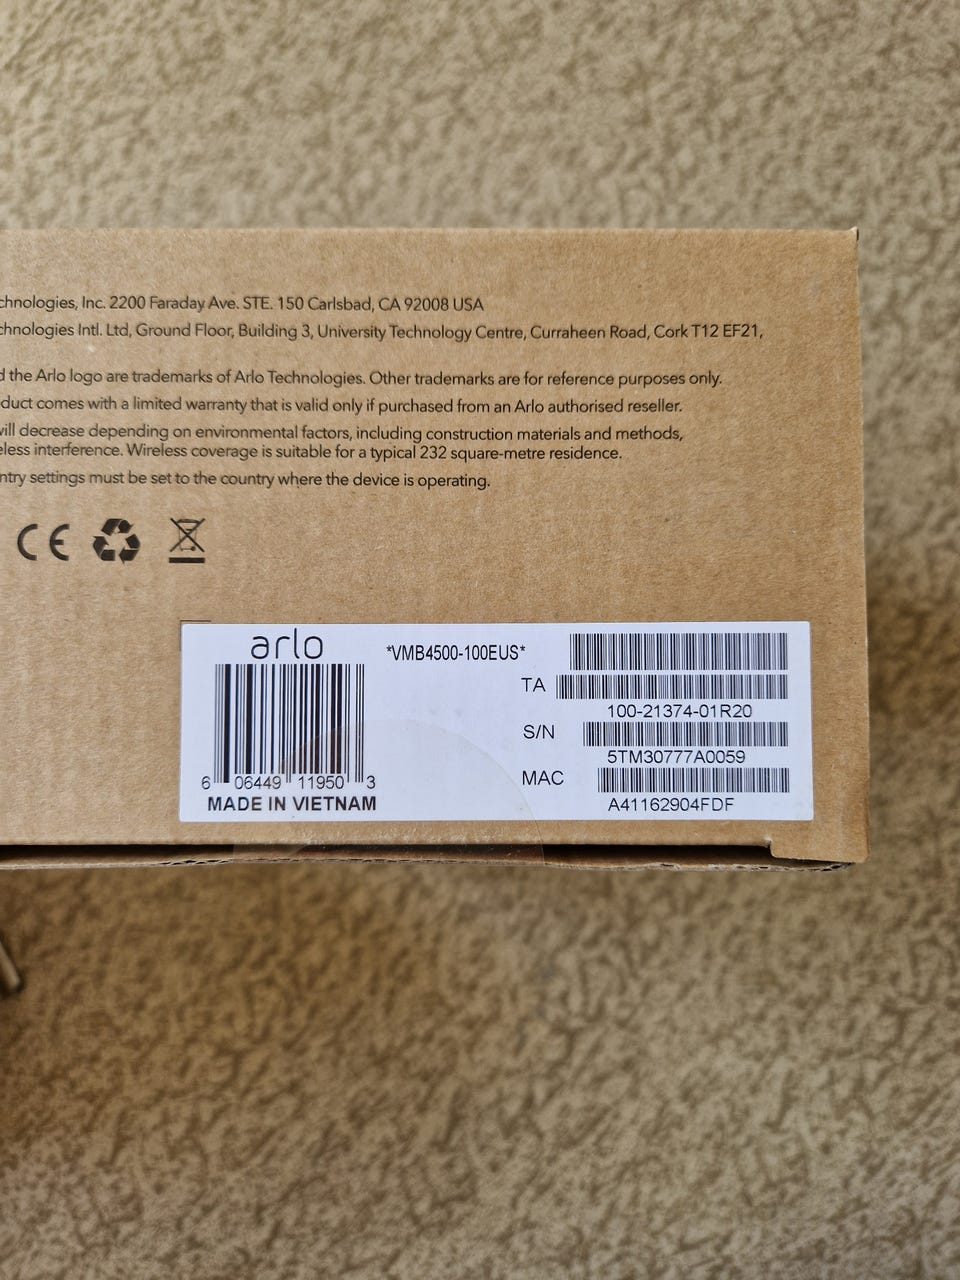 chnologies, Inc. 2200 Faraday Ave. STE. 150 Carlsbad, CA 92008 USA
chnologies Intl. Ltd, Ground Floor, Building 3, University Technology Centre, Curraheen Road, Cork T12 EF21,
d the Arlo logo are trademarks of Arlo Technologies. Other trademarks are for reference purposes only.
duct comes with a limited warranty that is valid only if purchased from an Arlo authorised reseller.
will decrease depending on environmental factors, including construction materials and methods,
eless interference. Wireless coverage is suitable for a typical 232 square-metre residence.
ntry settings must be set to the country where the device is operating.
CE
arlo
*VMB4500-100EUS*
TA
100-21374-01R20
S/N
5TM30777A0059
MAC
A41162904FDF
6 06449 11950 3
MADE IN VIETNAM